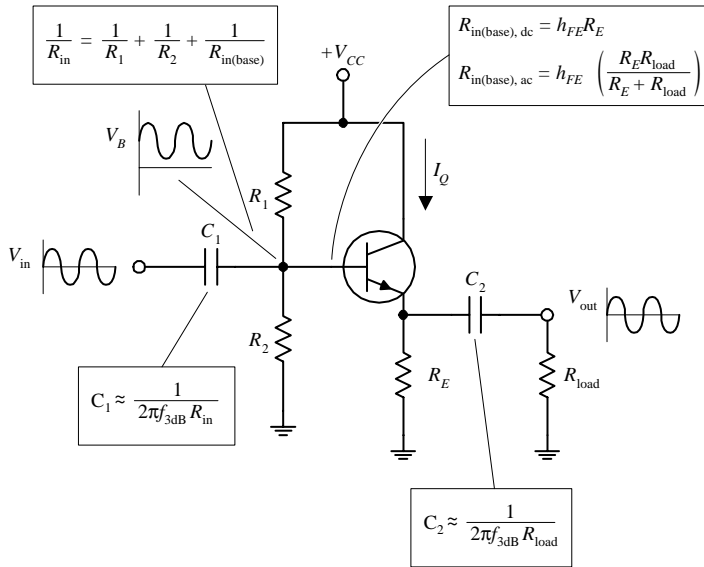 1/R_in = 1/R_1 + 1/R_2 + 1/R_in(base)
R_in(base), dc = h_FE R_E
R_in(base), ac = h_FE (R_E R_load / (R_E + R_load))
+V_CC
V_B
I_Q
R_1
C_1
V_in
C_2
V_out
R_2
R_E
R_load
C_1 ≈ 1/(2πf_3dB R_in)
C_2 ≈ 1/(2πf_3dB R_load)